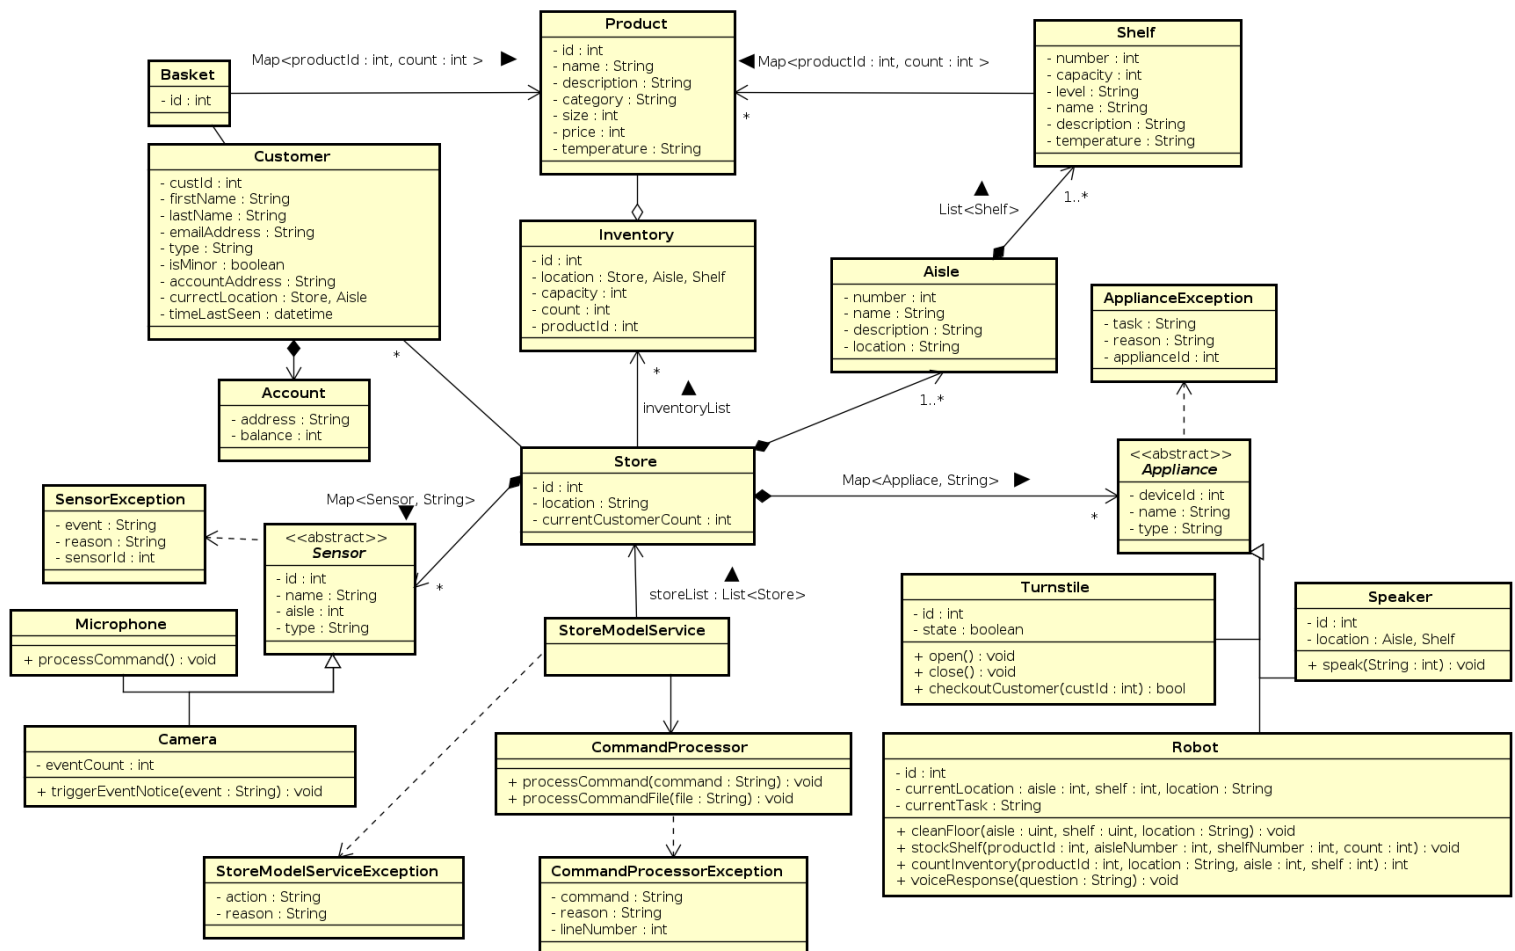 Product
- id : int
- name : String
- description : String
- category : String
- size : int
- price : int
- temperature : String
Shelf
- number : int
- capacity : int
- level : String
- name : String
- description : String
- temperature : String
Map<productId : int, count : int >
Map<productId : int, count : int >
*
Basket
- id : int
Customer
- custId : int
- firstName : String
- lastName : String
- emailAddress : String
- type : String
- isMinor : boolean
- accountAddress : String
- currectLocation : Store, Aisle
- timeLastSeen : datetime
*
Inventory
- id : int
- location : Store, Aisle, Shelf
- capacity : int
- count : int
- productId : int
*
inventoryList
List<Shelf>
1..*
Aisle
- number : int
- name : String
- description : String
- location : String
1..*
ApplianceException
- task : String
- reason : String
- applianceId : int
Account
- address : String
- balance : int
Store
- id : int
- location : String
- currentCustomerCount : int
Map<Appliace, String>
*
<<abstract>>
Appliance
- deviceId : int
- name : String
- type : String
SensorException
- event : String
- reason : String
- sensorId : int
Map<Sensor, String>
*
<<abstract>>
Sensor
- id : int
- name : String
- aisle : int
- type : String
storeList : List<Store>
StoreModelService
Turnstile
- id : int
- state : boolean
+ open() : void
+ close() : void
+ checkoutCustomer(custId : int) : bool
Speaker
- id : int
- location : Aisle, Shelf
+ speak(String : int) : void
Microphone
+ processCommand() : void
Camera
- eventCount : int
+ triggerEventNotice(event : String) : void
CommandProcessor
+ processCommand(command : String) : void
+ processCommandFile(file : String) : void
Robot
- id : int
- currentLocation : aisle : int, shelf : int, location : String
- currentTask : String
+ cleanFloor(aisle : uint, shelf : uint, location : String) : void
+ stockShelf(productId : int, aisleNumber : int, shelfNumber : int, count : int) : void
+ countInventory(productId : int, location : String, aisle : int, shelf : int) : int
+ voiceResponse(question : String) : void
StoreModelServiceException
- action : String
- reason : String
CommandProcessorException
- command : String
- reason : String
- lineNumber : int